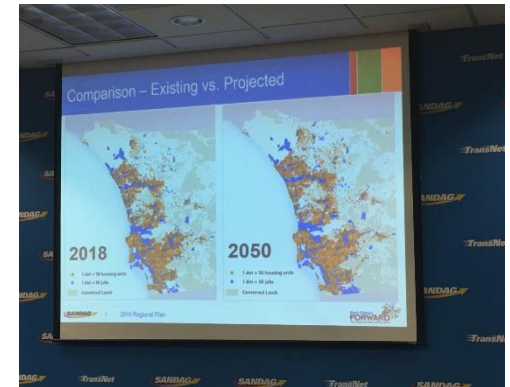 Comparison – Existing vs. Projected
2018
1 dot = 50 housing units
1 dot = 50 jobs
Conserved Lands
2050
1 dot = 50 housing units
1 dot = 50 jobs
Conserved Lands
SANDAG
2019 Regional Plan
FORWARD
TransNet
TransNet
SANDAG
TransNet
SANDAG
TransNet
SANDAG
TransNet
SANDAG